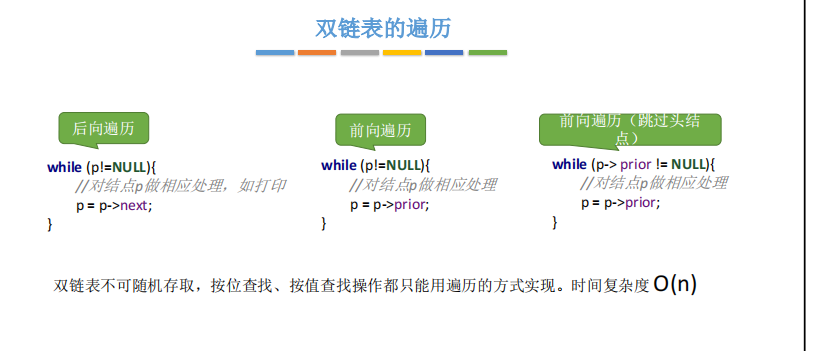 双链表的遍历
后向遍历
while (p!=NULL){
//对结点p做相应处理，如打印
p = p->next;
}
前向遍历
while (p!=NULL){
//对结点p做相应处理
p = p->prior;
}
前向遍历（跳过头结
点）
while (p-> prior != NULL){
//对结点p做相应处理
p = p->prior;
}
双链表不可随机存取，按位查找、按值查找操作都只能用遍历的方式实现。时间复杂度 O(n)